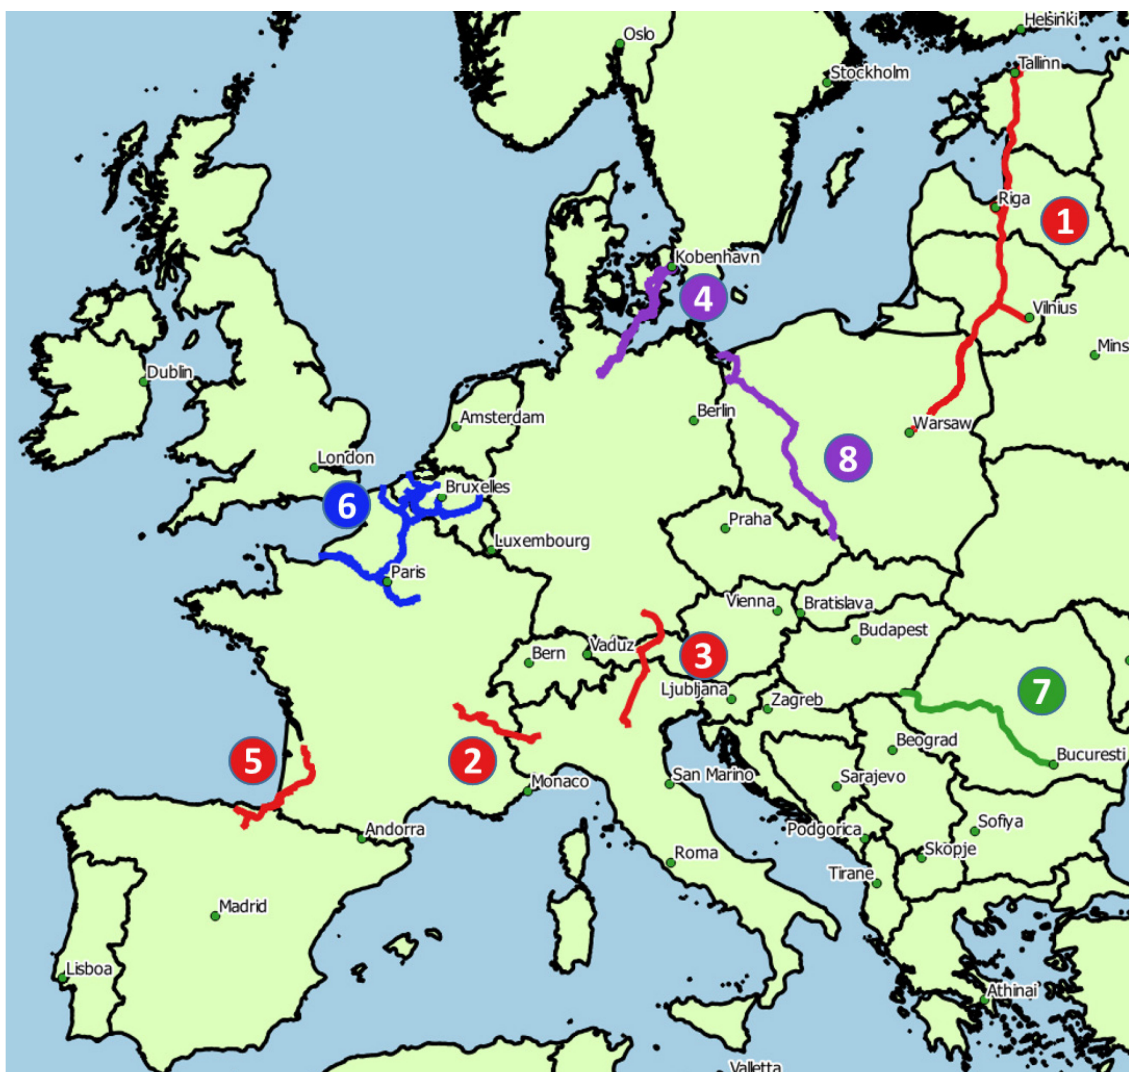 Helsinki
Oslo
Tallinn
Stockholm
Riga
1
Kobenhavn
4
Vilnius
Mins
Dublin
Berlin
Amsterdam
Warsaw
London
8
Bruxelles
6
Praha
Luxembourg
Paris
Vienna
Bratislava
Budapest
Bern
Vaduz
3
Ljubljana
7
Zagreb
Beograd
Bucuresti
5
2
Monaco
San Marino
Sarajevo
Andorra
Podgorica
Sofiya
Skopje
Roma
Tirane
Madrid
Lisboa
Athinai
Valletta